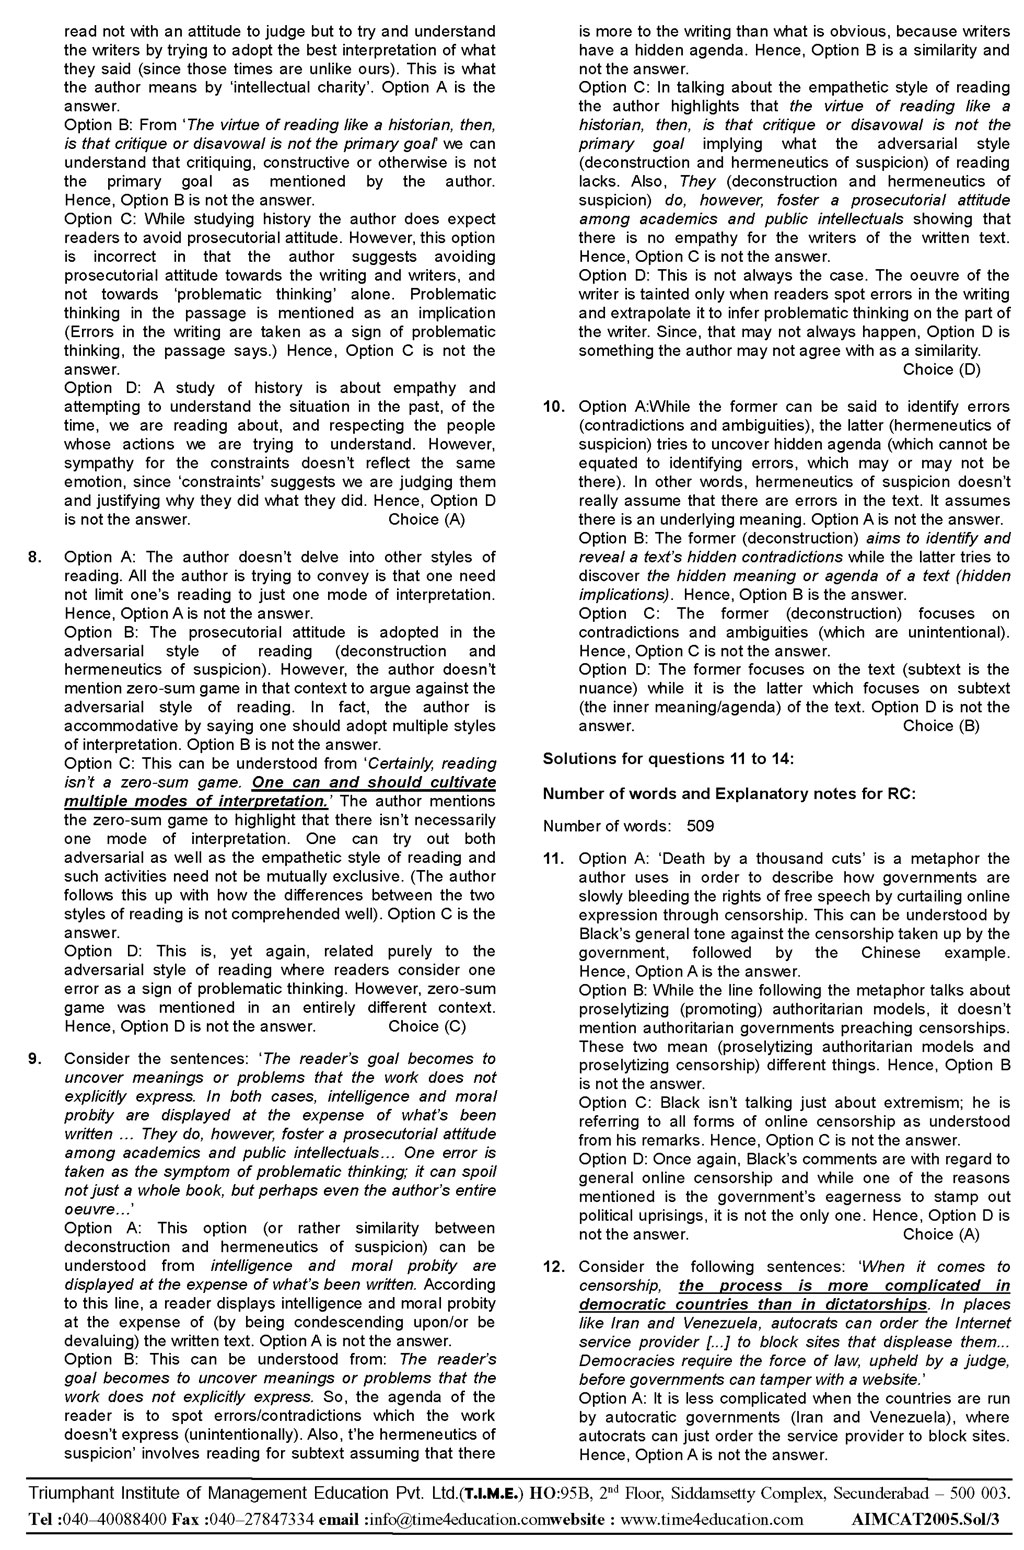 read not with an attitude to judge but to try and understand
the writers by trying to adopt the best interpretation of what
they said (since those times are unlike ours). This is what
the author means by ‘intellectual charity’. Option A is the
answer.
Option B: From ‘The virtue of reading like a historian, then,
is that critique or disavowal is not the primary goal’ we can
understand that critiquing, constructive or otherwise is not
the primary goal as mentioned by the author.
Hence, Option B is not the answer.
Option C: While studying history the author does expect
readers to avoid prosecutorial attitude. However, this option
is incorrect in that the author suggests avoiding
prosecutorial attitude towards the writing and writers, and
not towards ‘problematic thinking’ alone. Problematic
thinking in the passage is mentioned as an implication
(Errors in the writing are taken as a sign of problematic
thinking, the passage says.) Hence, Option C is not the
answer.
Option D: A study of history is about empathy and
attempting to understand the situation in the past, of the
time, we are reading about, and respecting the people
whose actions we are trying to understand. However,
sympathy for the constraints doesn’t reflect the same
emotion, since ‘constraints’ suggests we are judging them
and justifying why they did what they did. Hence, Option D
is not the answer. Choice (A)
8. Option A: The author doesn’t delve into other styles of
reading. All the author is trying to convey is that one need
not limit one’s reading to just one mode of interpretation.
Hence, Option A is not the answer.
Option B: The prosecutorial attitude is adopted in the
adversarial style of reading (deconstruction and
hermeneutics of suspicion). However, the author doesn’t
mention zero-sum game in that context to argue against the
adversarial style of reading. In fact, the author is
accommodative by saying one should adopt multiple styles
of interpretation. Option B is not the answer.
Option C: This can be understood from ‘Certainly, reading
isn’t a zero-sum game. One can and should cultivate
multiple modes of interpretation.’ The author mentions
the zero-sum game to highlight that there isn’t necessarily
one mode of interpretation. One can try out both
adversarial as well as the empathetic style of reading and
such activities need not be mutually exclusive. (The author
follows this up with how the differences between the two
styles of reading is not comprehended well). Option C is the
answer.
Option D: This is, yet again, related purely to the
adversarial style of reading where readers consider one
error as a sign of problematic thinking. However, zero-sum
game was mentioned in an entirely different context.
Hence, Option D is not the answer. Choice (C)
9. Consider the sentences: ‘The reader’s goal becomes to
uncover meanings or problems that the work does not
explicitly express. In both cases, intelligence and moral
probity are displayed at the expense of what’s been
written … They do, however, foster a prosecutorial attitude
among academics and public intellectuals… One error is
taken as the symptom of problematic thinking; it can spoil
not just a whole book, but perhaps even the author’s entire
oeuvre…’
Option A: This option (or rather similarity between
deconstruction and hermeneutics of suspicion) can be
understood from intelligence and moral probity are
displayed at the expense of what’s been written. According
to this line, a reader displays intelligence and moral probity
at the expense of (by being condescending upon/or be
devaluing) the written text. Option A is not the answer.
Option B: This can be understood from: The reader’s
goal becomes to uncover meanings or problems that the
work does not explicitly express. So, the agenda of the
reader is to spot errors/contradictions which the work
doesn’t express (unintentionally). Also, t’he hermeneutics of
suspicion’ involves reading for subtext assuming that there
is more to the writing than what is obvious, because writers
have a hidden agenda. Hence, Option B is a similarity and
not the answer.
Option C: In talking about the empathetic style of reading
the author highlights that the virtue of reading like a
historian, then, is that critique or disavowal is not the
primary goal implying what the adversarial style
(deconstruction and hermeneutics of suspicion) of reading
lacks. Also, They (deconstruction and hermeneutics of
suspicion) do, however, foster a prosecutorial attitude
among academics and public intellectuals showing that
there is no empathy for the writers of the written text.
Hence, Option C is not the answer.
Option D: This is not always the case. The oeuvre of the
writer is tainted only when readers spot errors in the writing
and extrapolate it to infer problematic thinking on the part of
the writer. Since, that may not always happen, Option D is
something the author may not agree with as a similarity.
Choice (D)
10. Option A:While the former can be said to identify errors
(contradictions and ambiguities), the latter (hermeneutics of
suspicion) tries to uncover hidden agenda (which cannot be
equated to identifying errors, which may or may not be
there). In other words, hermeneutics of suspicion doesn’t
really assume that there are errors in the text. It assumes
there is an underlying meaning. Option A is not the answer.
Option B: The former (deconstruction) aims to identify and
reveal a text’s hidden contradictions while the latter tries to
discover the hidden meaning or agenda of a text (hidden
implications). Hence, Option B is the answer.
Option C: The former (deconstruction) focuses on
contradictions and ambiguities (which are unintentional).
Hence, Option C is not the answer.
Option D: The former focuses on the text (subtext is the
nuance) while it is the latter which focuses on subtext
(the inner meaning/agenda) of the text. Option D is not the
answer. Choice (B)
Solutions for questions 11 to 14:
Number of words and Explanatory notes for RC:
Number of words: 509
11. Option A: ‘Death by a thousand cuts’ is a metaphor the
author uses in order to describe how governments are
slowly bleeding the rights of free speech by curtailing online
expression through censorship. This can be understood by
Black’s general tone against the censorship taken up by the
government, followed by the Chinese example.
Hence, Option A is the answer.
Option B: While the line following the metaphor talks about
proselytizing (promoting) authoritarian models, it doesn’t
mention authoritarian governments preaching censorships.
These two mean (proselytizing authoritarian models and
proselytizing censorship) different things. Hence, Option B
is not the answer.
Option C: Black isn’t talking just about extremism; he is
referring to all forms of online censorship as understood
from his remarks. Hence, Option C is not the answer.
Option D: Once again, Black’s comments are with regard to
general online censorship and while one of the reasons
mentioned is the government’s eagerness to stamp out
political uprisings, it is not the only one. Hence, Option D is
not the answer. Choice (A)
12. Consider the following sentences: ‘When it comes to
censorship, the process is more complicated in
democratic countries than in dictatorships. In places
like Iran and Venezuela, autocrats can order the Internet
service provider [...] to block sites that displease them...
Democracies require the force of law, upheld by a judge,
before governments can tamper with a website.’
Option A: It is less complicated when the countries are run
by autocratic governments (Iran and Venezuela), where
autocrats can just order the service provider to block sites.
Hence, Option A is not the answer.
Triumphant Institute of Management Education Pvt. Ltd.(T.I.M.E.) HO:95B, 2nd Floor, Siddamsetty Complex, Secunderabad – 500 003.
Tel :040–40088400 Fax :040–27847334 email :info@time4education.comwebsite : www.time4education.com AIMCAT2005.Sol/3